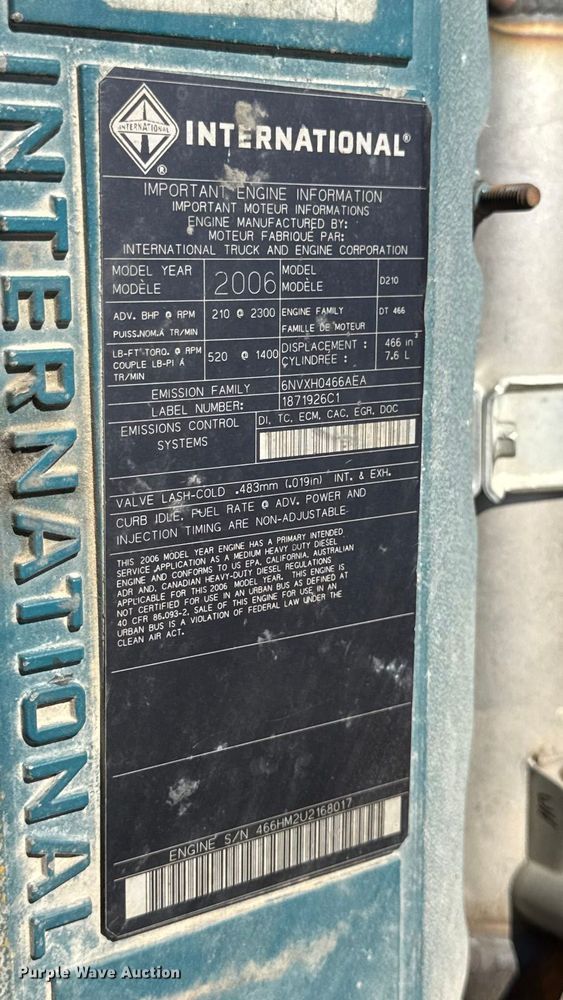 INTERNATIONAL
INTERNATIONAL
INTERNATIONAL®
®
IMPORTANT ENGINE INFORMATION
IMPORTANT MOTEUR INFORMATIONS
ENGINE MANUFACTURED BY:
MOTEUR FABRIQUÉ PAR:
INTERNATIONAL TRUCK AND ENGINE CORPORATION
MODEL YEAR MODÈLE 2006 MODEL MODÈLE D210
ADV. BHP @ RPM 210 @ 2300 ENGINE FAMILY DT 466
PUISS.NOM.À TR/MIN FAMILLE DE MOTEUR
LB-FT TORQ. @ RPM 520 @ 1400 DISPLACEMENT : 466 in³
COUPLE LB-PI À CYLINDRÉE : 7.6 L
TR/MIN
EMISSION FAMILY 6NVXH0466AEA
LABEL NUMBER: 1871926C1
EMISSIONS CONTROL DI, TC, ECM, CAC, EGR, DOC
SYSTEMS
VALVE LASH-COLD .483mm (.019in) INT. & EXH.
CURB IDLE, FUEL RATE @ ADV. POWER AND
INJECTION TIMING ARE NON-ADJUSTABLE.
THIS 2006 MODEL YEAR ENGINE HAS A PRIMARY INTENDED
SERVICE APPLICATION AS A MEDIUM HEAVY DUTY DIESEL
ENGINE AND CONFORMS TO US EPA, CALIFORNIA, AUSTRALIAN
ADR AND, CANADIAN HEAVY-DUTY DIESEL REGULATIONS
APPLICABLE FOR THIS 2006 MODEL YEAR. THIS ENGINE IS
NOT CERTIFIED FOR USE IN AN URBAN BUS AS DEFINED AT
40 CFR 86.093-2, SALE OF THIS ENGINE FOR USE IN AN
URBAN BUS IS A VIOLATION OF FEDERAL LAW UNDER THE
CLEAN AIR ACT.
ENGINE S/N 466HM2U2168017
Purple Wave Auction